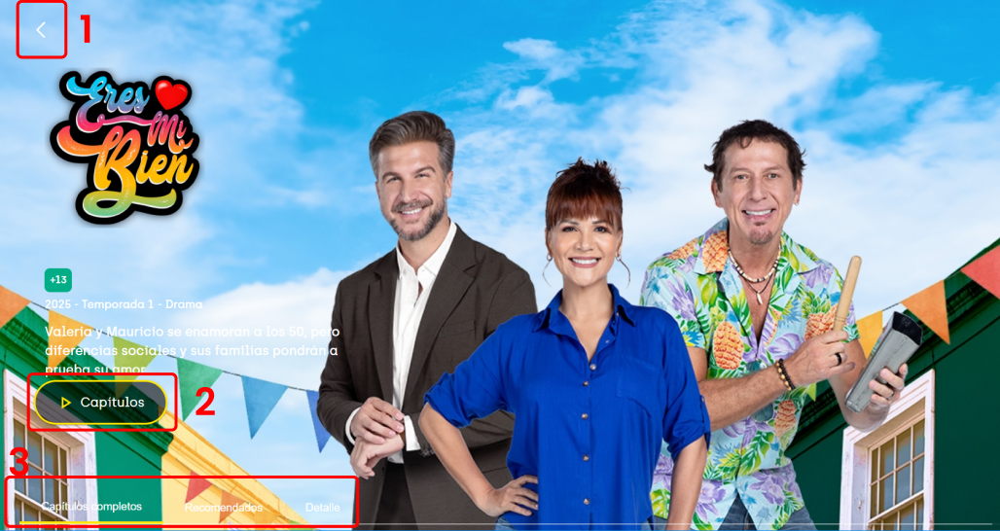 1
Eres
Mi
Bien
+13
2025 - Temporada 1 - Drama
Valeria y Mauricio se enamoran a los 50, pero
diferencias sociales y sus familias pondrán a
prueba su amor
Capítulos
2
3
Capítulos completos
Recomendados
Detalle